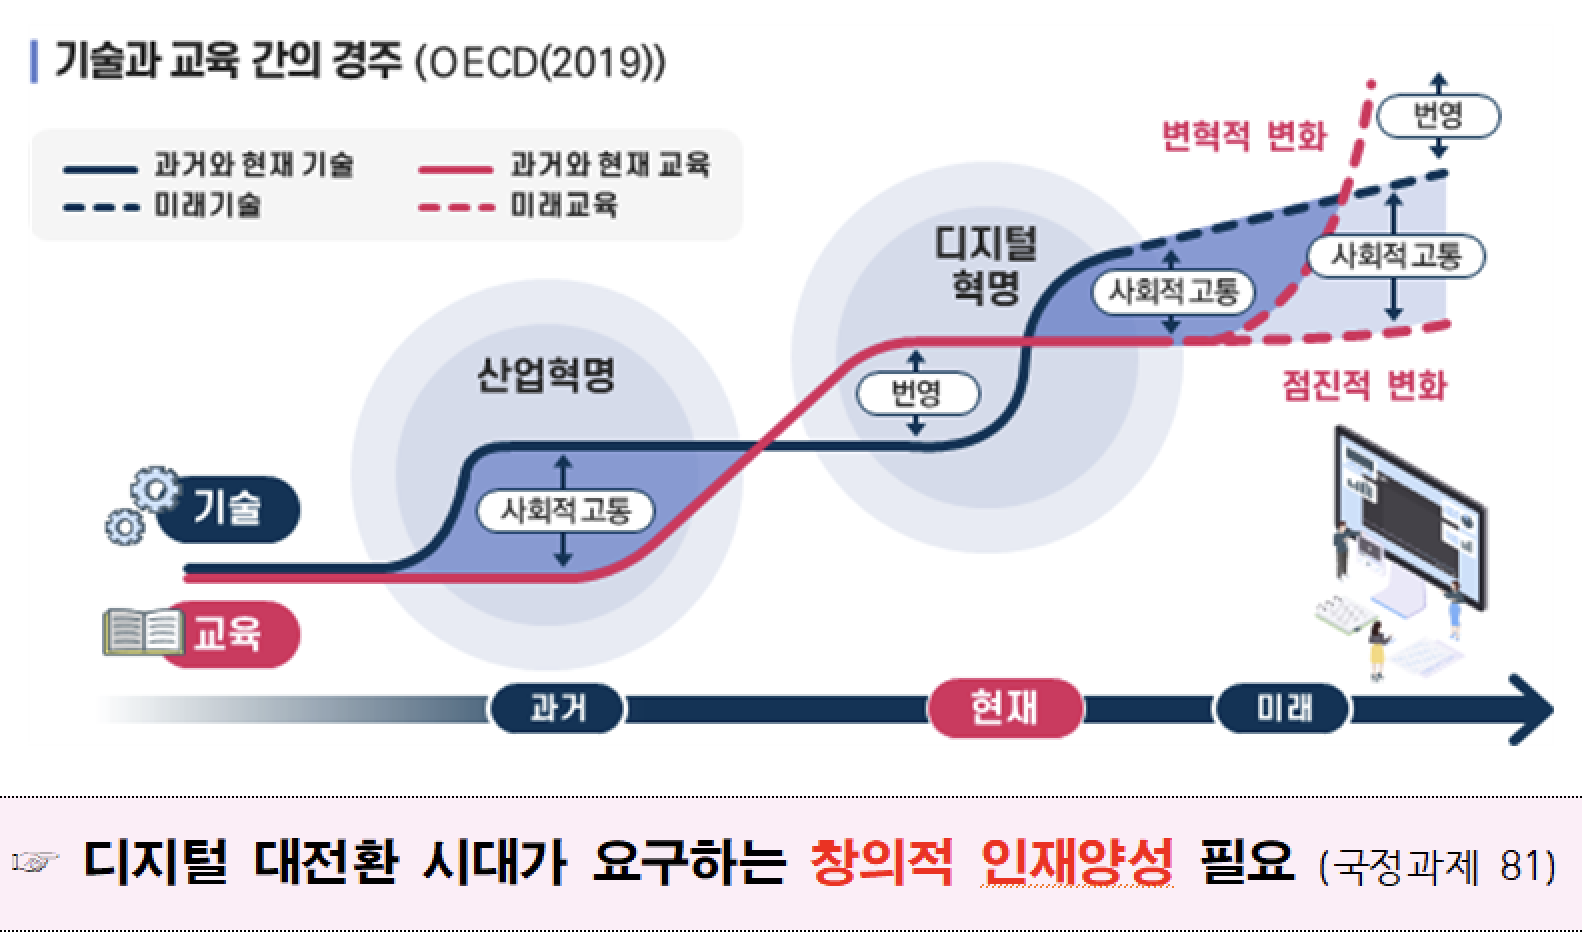 기술과 교육 간의 경주 (OECD(2019))
과거와 현재 기술
과거와 현재 교육
미래기술
미래교육
변혁적 변화
번영
디지털
혁명
사회적 고통
사회적 고통
산업혁명
번영
점진적 변화
기술
사회적 고통
교육
과거
현재
미래
☞ 디지털 대전환 시대가 요구하는 창의적 인재양성 필요 (국정과제 81)